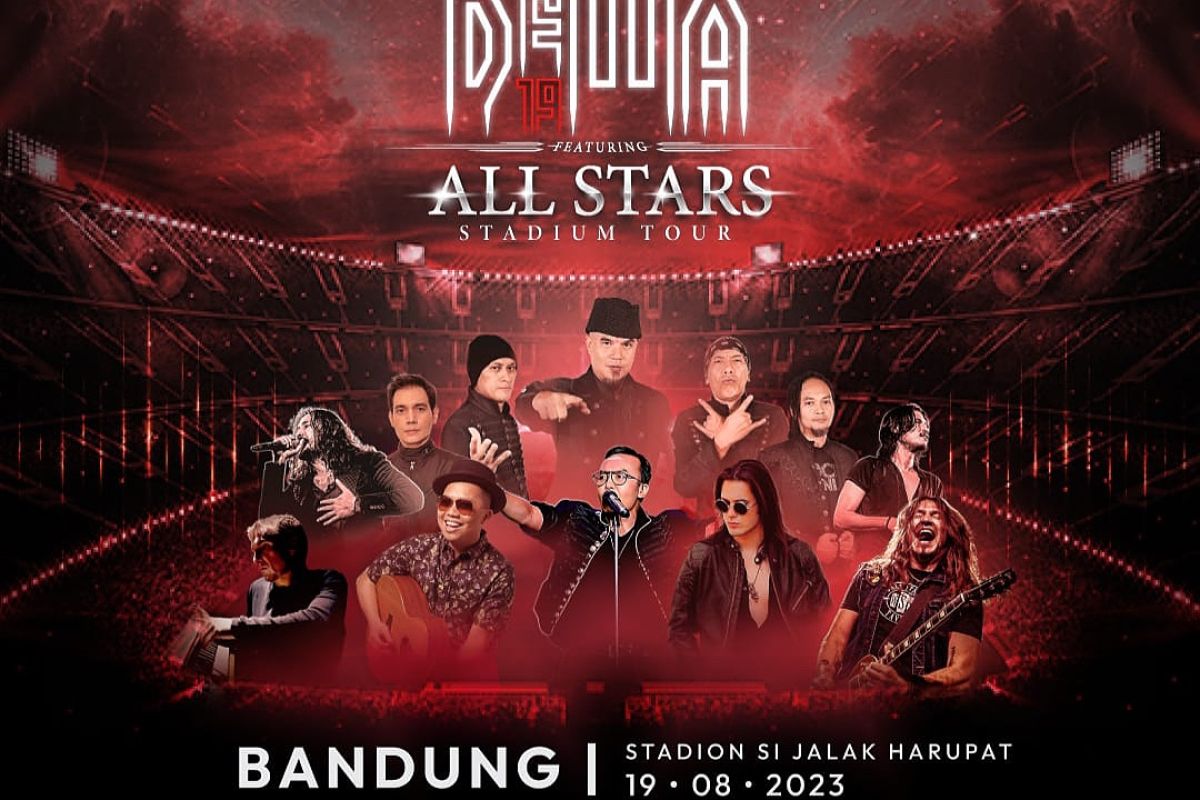 DEWA
19
FEATURING
ALL STARS
STADIUM TOUR
BANDUNG |
STADION SI JALAK HARUPAT
19 • 08 • 2023